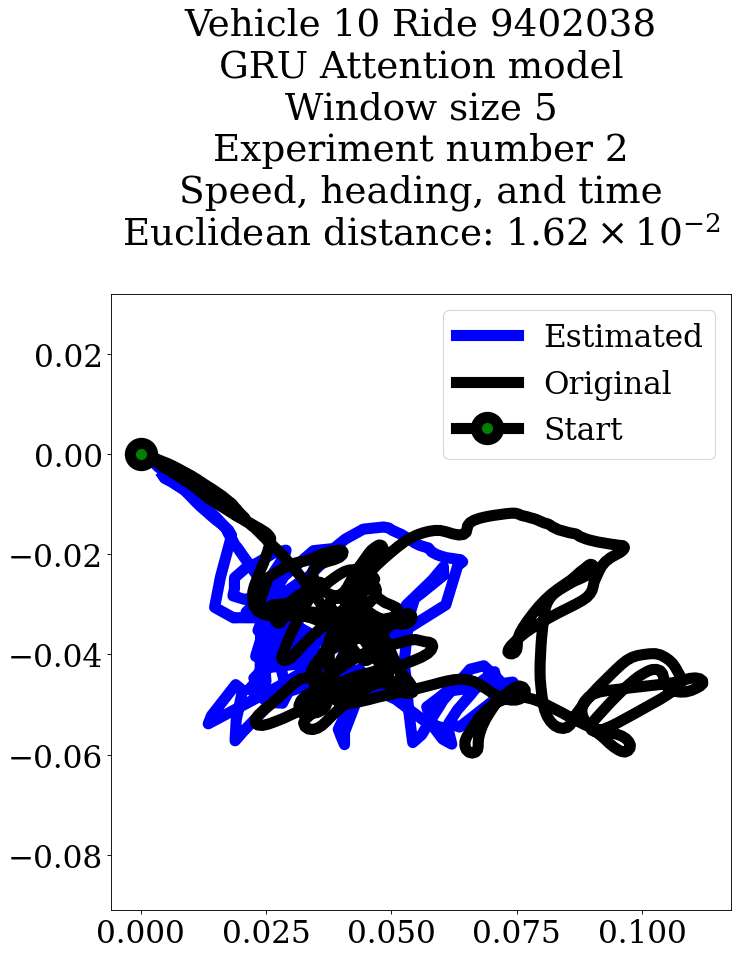 Vehicle 10 Ride 9402038
GRU Attention model
Window size 5
Experiment number 2
Speed, heading, and time
Euclidean distance: $1.62 \times 10^{-2}$
Estimated
Original
Start
0.02
0.00
−0.02
−0.04
−0.06
−0.08
0.000 0.025 0.050 0.075 0.100